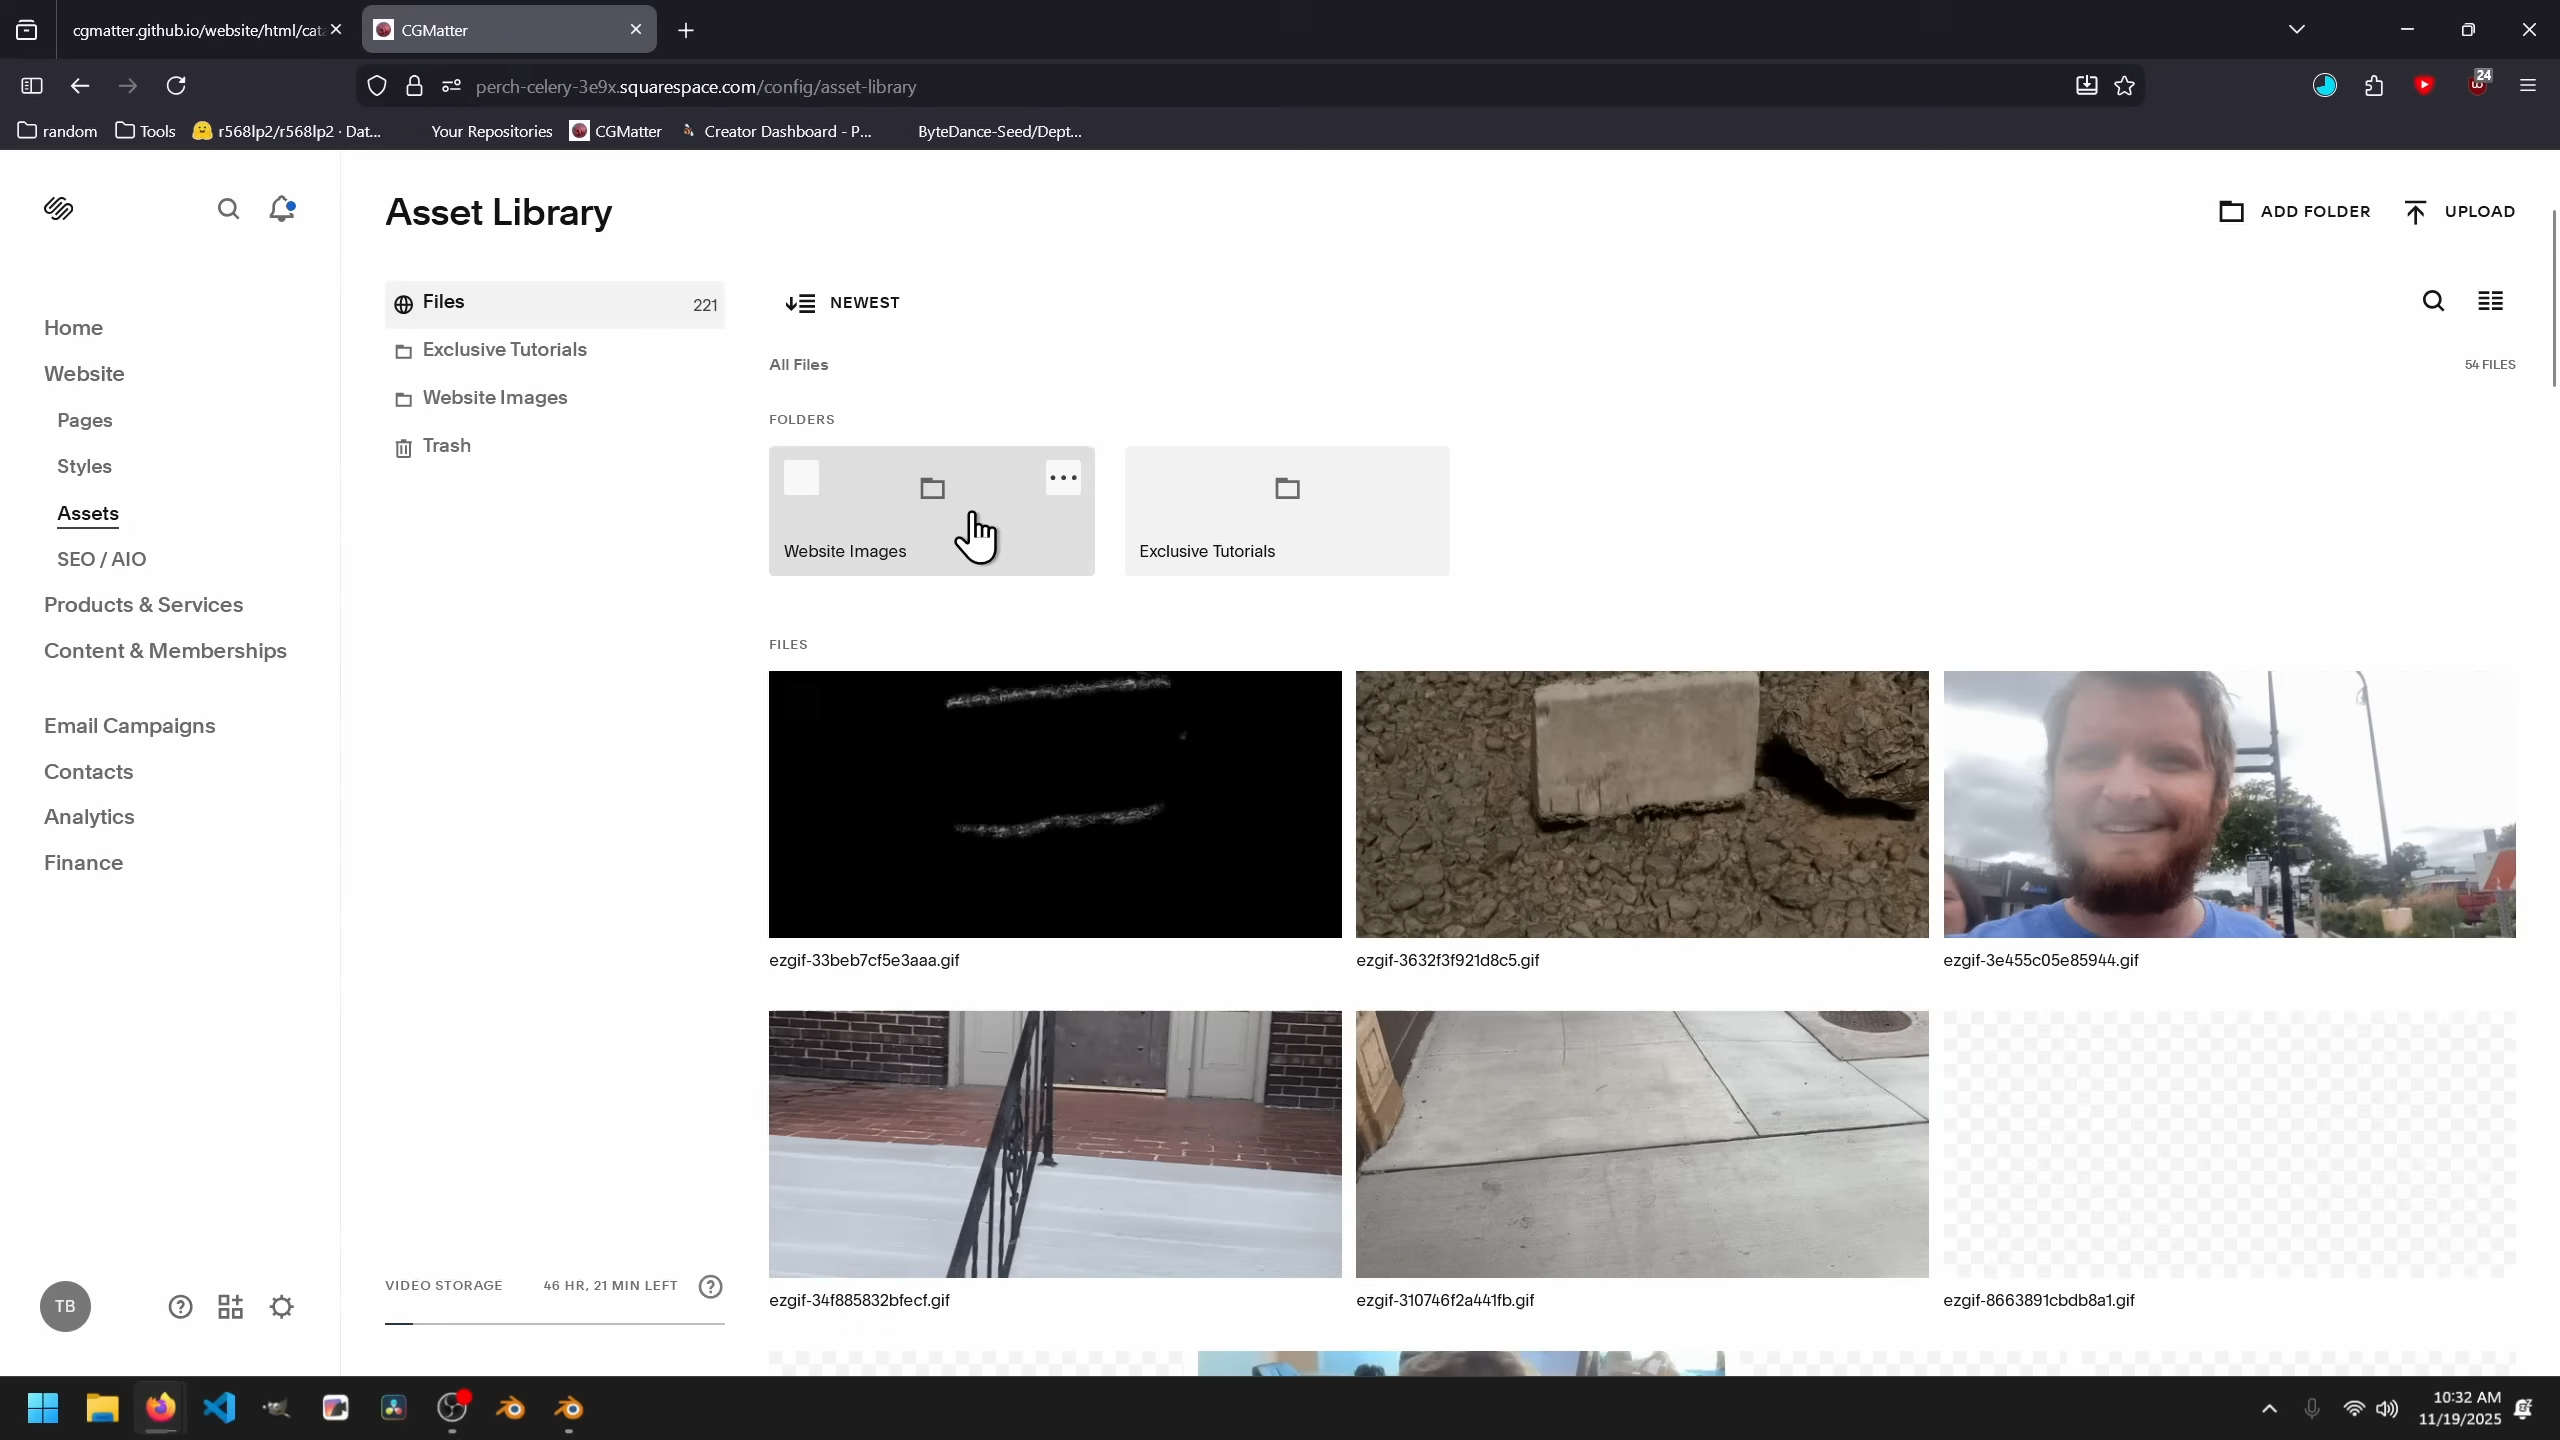 cgmatter.github.io/website/html/cat
CGMatter
perch-celery-3e9x.squarespace.com/config/asset-library
24
random
Tools
r568lp2/r568lp2 · Dat...
Your Repositories
CGMatter
Creator Dashboard - P...
ByteDance-Seed/Dept...
Asset Library
ADD FOLDER
UPLOAD
Home
Website
Pages
Styles
Assets
SEO / AIO
Products & Services
Content & Memberships
Email Campaigns
Contacts
Analytics
Finance
TB
Files 221
Exclusive Tutorials
Website Images
Trash
VIDEO STORAGE 46 HR, 21 MIN LEFT
NEWEST
All Files
54 FILES
FOLDERS
Website Images
Exclusive Tutorials
FILES
ezgif-33beb7cf5e3aaa.gif
ezgif-3632f3f921d8c5.gif
ezgif-3e455c05e85944.gif
ezgif-34f885832bfecf.gif
ezgif-310746f2a441fb.gif
ezgif-8663891cbdb8a1.gif
10:32 AM
11/19/2025